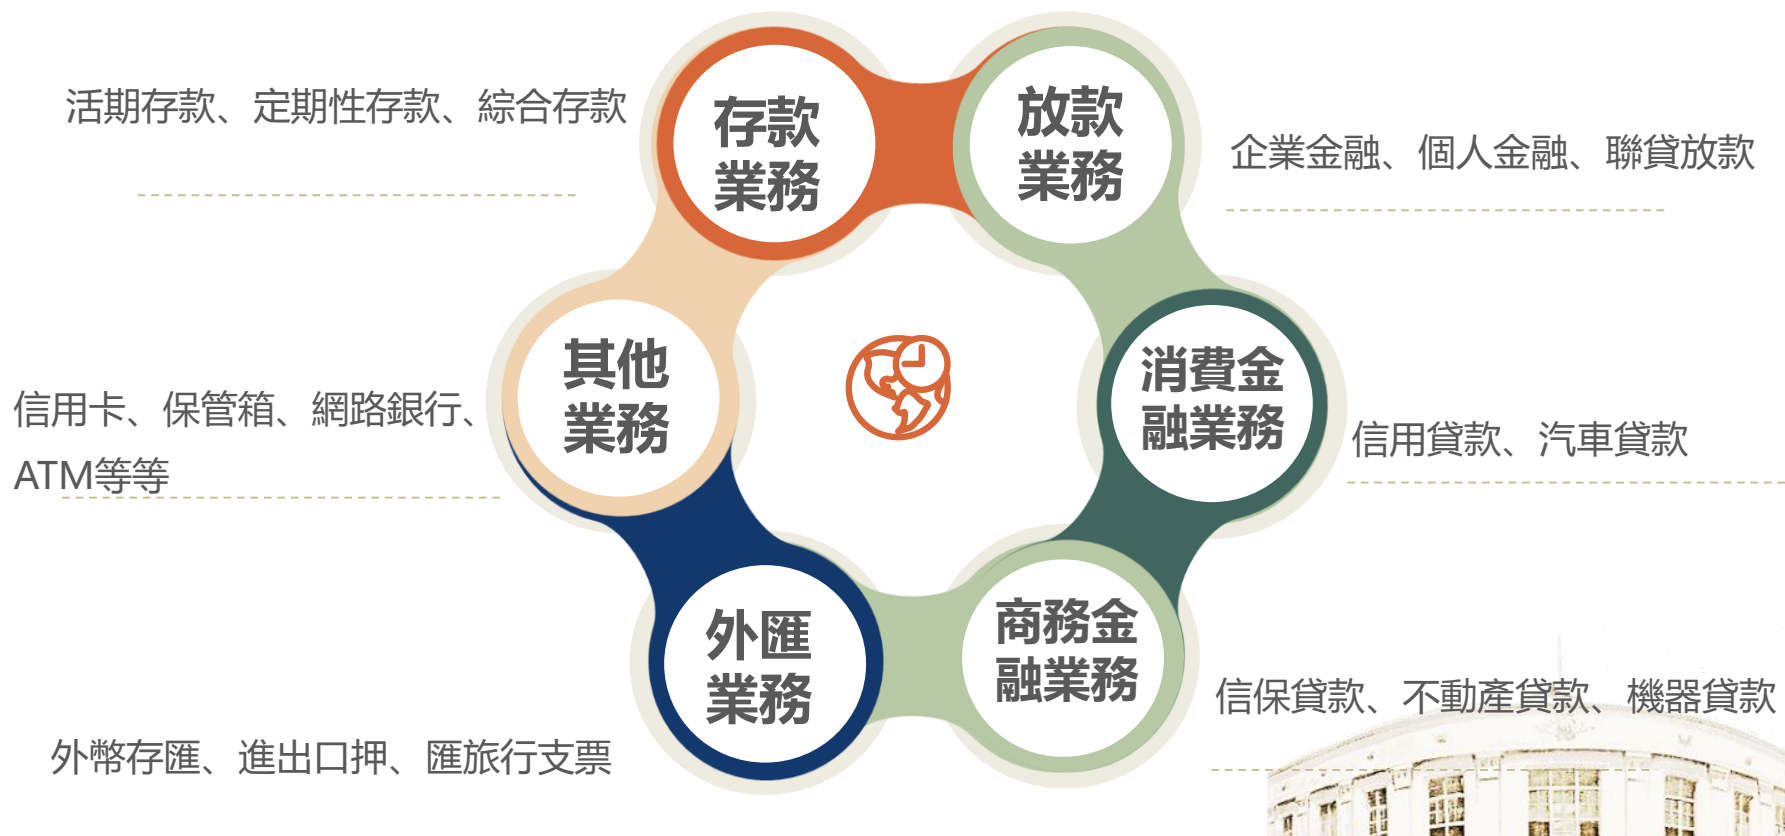 存款
業務
活期存款、定期性存款、綜合存款
放款
業務
企業金融、個人金融、聯貸放款
消費金
融業務
信用貸款、汽車貸款
商務金
融業務
信保貸款、不動產貸款、機器貸款
外匯
業務
外幣存匯、進出口押、匯旅行支票
其他
業務
信用卡、保管箱、網路銀行、
ATM等等